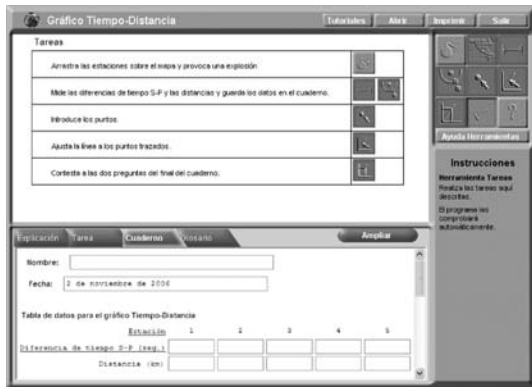 Gráfico Tiempo-Distancia
Tutoriales Abrir Imprimir Salir
Tareas
Arrastra las estaciones sobre el mapa y provoca una explosión
Mide las diferencias de tiempo S-P y las distancias y guarda los datos en el cuaderno.
Introduce los puntos.
Ajusta la línea a los puntos trazados.
Contesta a las dos preguntas del final del cuaderno.
Ayuda Herramientas
Instrucciones
Herramienta Tareas
Realiza las tareas aquí
descritas.
El programa las
comprobará
automáticamente.
Explicación Tarea Cuaderno Glosario Ampliar
Nombre:
Fecha: 2 de noviembre de 2006
Tabla de datos para el gráfico Tiempo-Distancia
Estación 1 2 3 4 5
Diferencia de tiempo S-P (seg.)
Distancia (km)